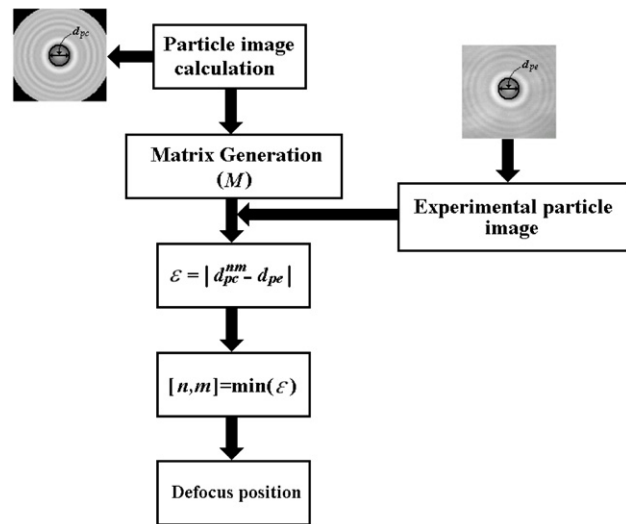 d_pc
Particle image
calculation
d_pe
Matrix Generation
(M)
Experimental particle
image
ε = | d_pc^nm - d_pe |
[n,m]=min(ε)
Defocus position